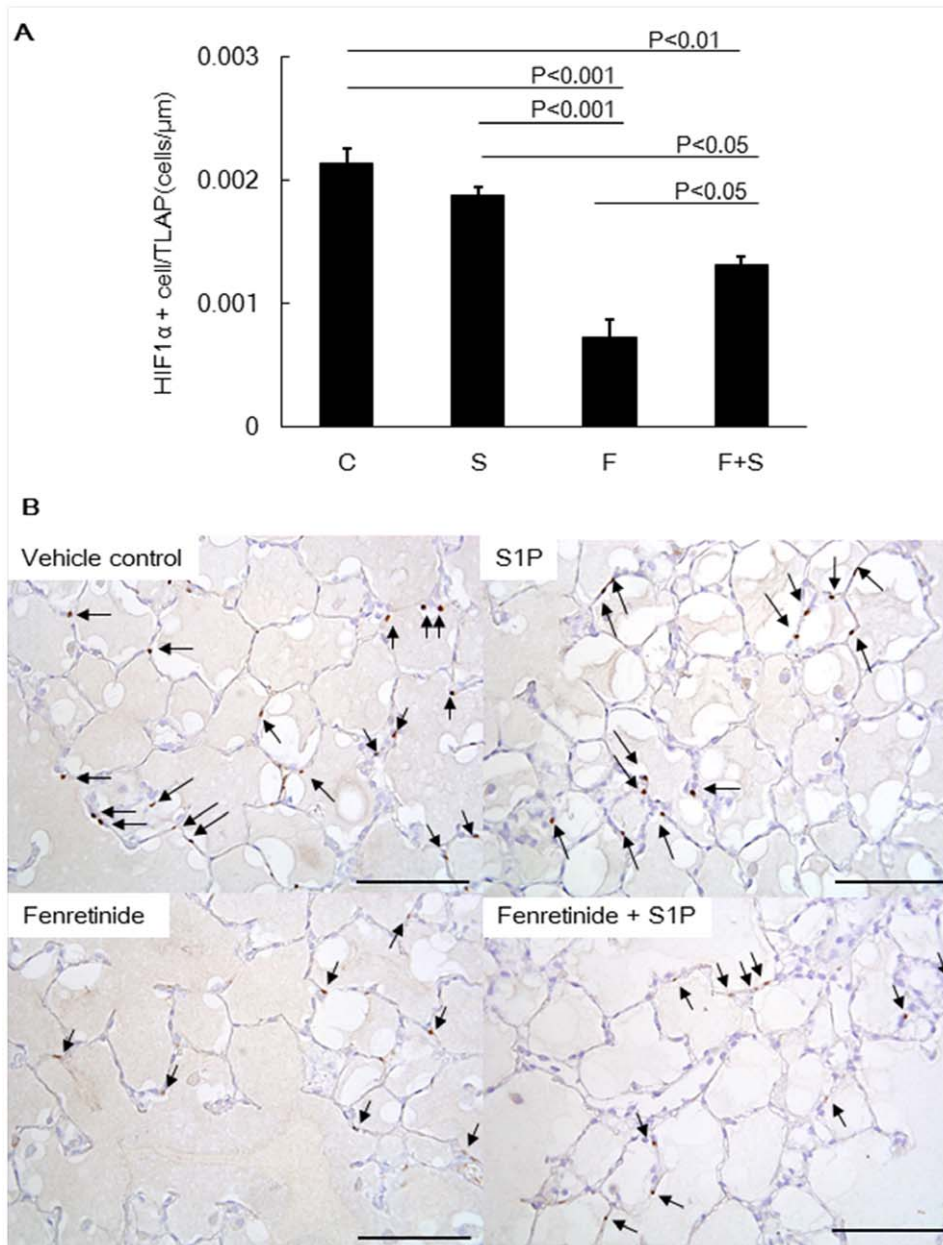 A
P<0.01
0.003
P<0.001
P<0.001
0.002
P<0.05
P<0.05
0.001
0
HIF1α + cell/TLAP(cells/μm)
C S F F+S
B
Vehicle control
S1P
Fenretinide
Fenretinide + S1P